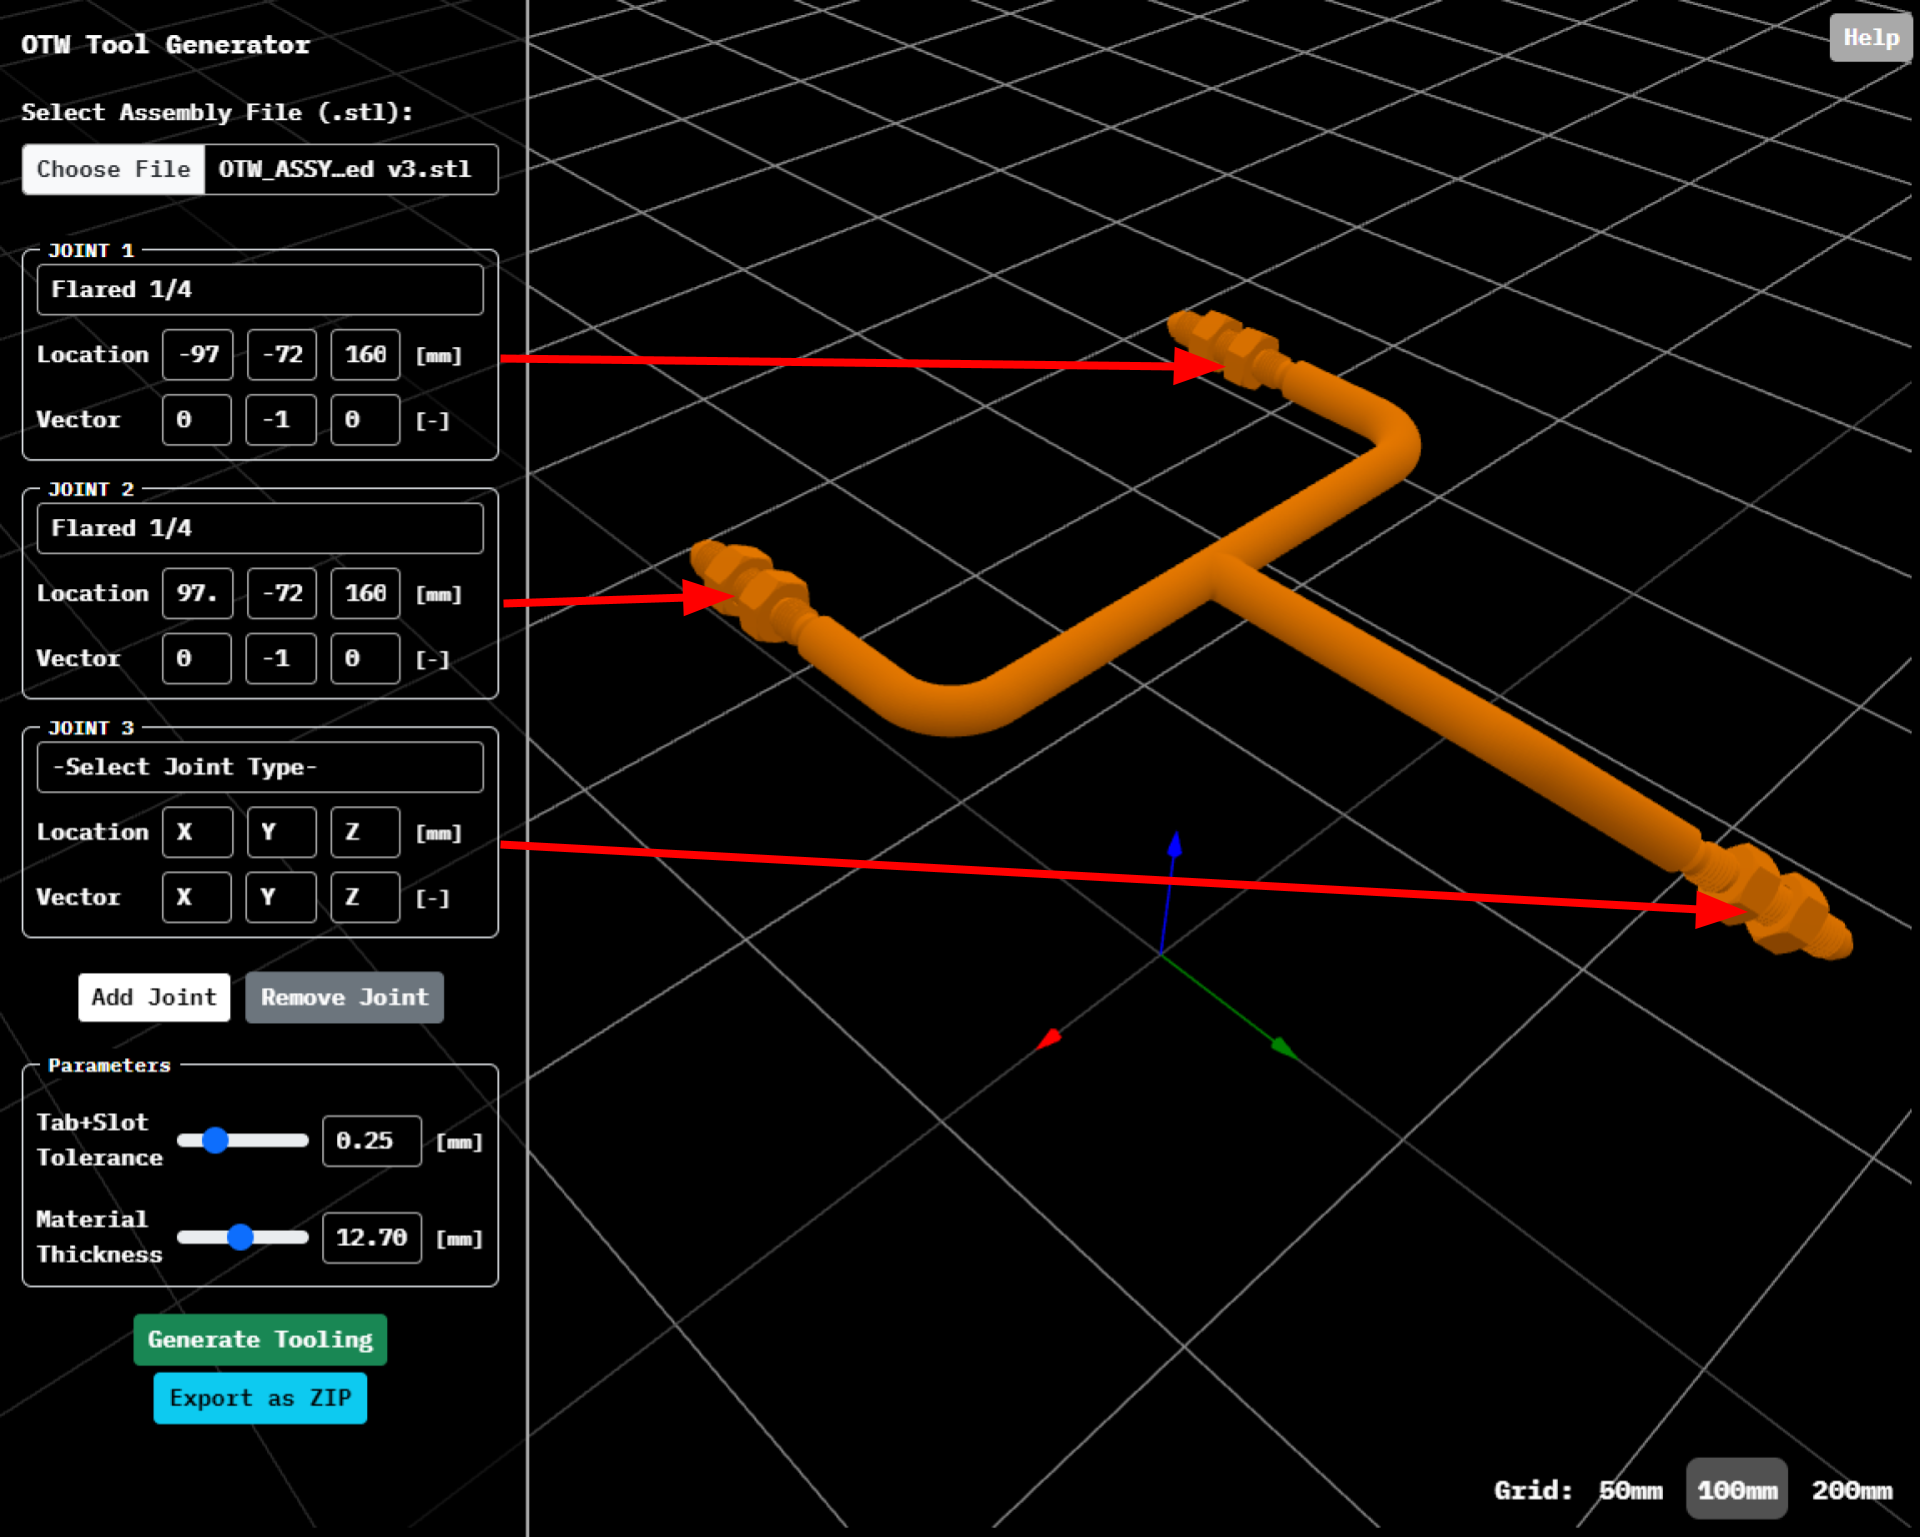 OTW Tool Generator
Help
Select Assembly File (.stl):
Choose File OTW_ASSY…ed v3.stl
JOINT 1
Flared 1/4
Location -97 -72 160 [mm]
Vector 0 -1 0 [-]
JOINT 2
Flared 1/4
Location 97. -72 160 [mm]
Vector 0 -1 0 [-]
JOINT 3
-Select Joint Type-
Location X Y Z [mm]
Vector X Y Z [-]
Add Joint Remove Joint
Parameters
Tab+Slot
Tolerance 0.25 [mm]
Material
Thickness 12.70 [mm]
Generate Tooling
Export as ZIP
Grid: 50mm 100mm 200mm